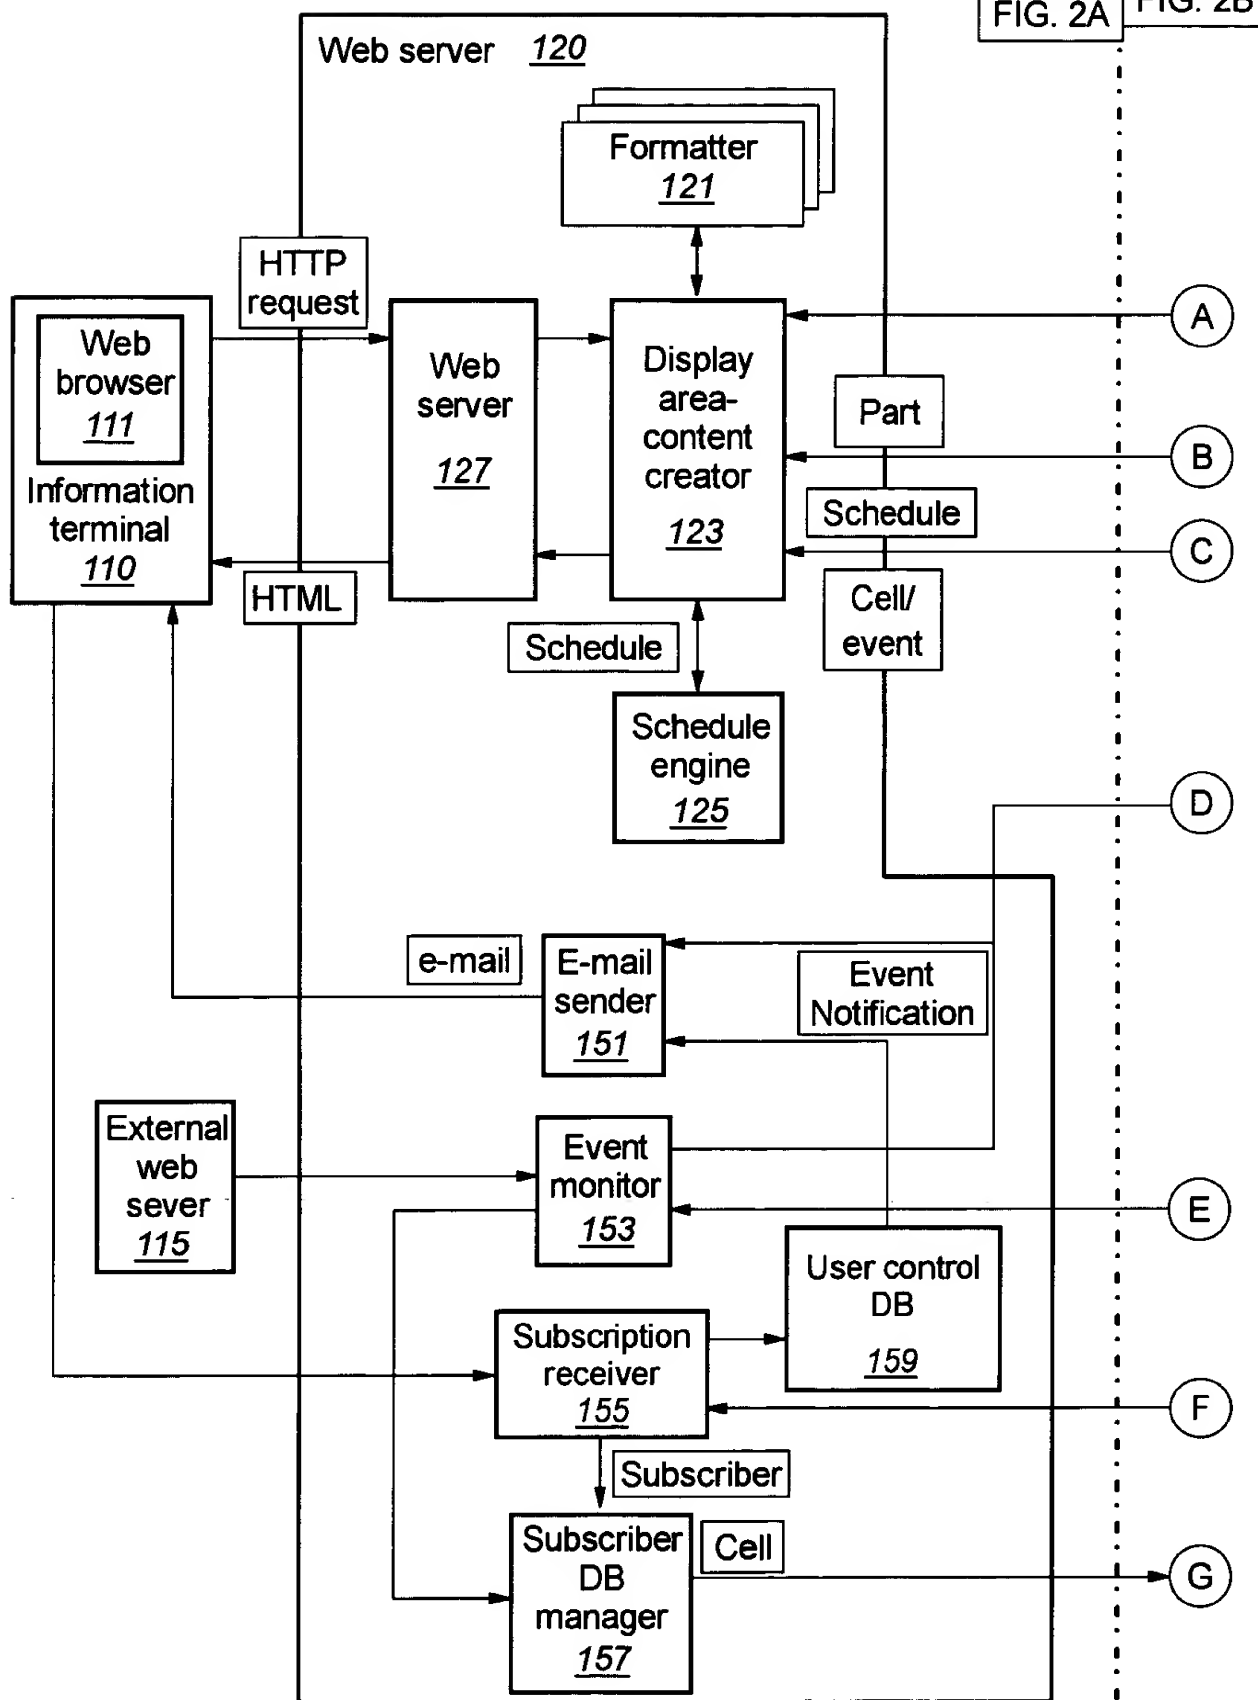 FIG. 2A
FIG. 2B
Web server 120
Formatter
121
HTTP
request
Web
browser
111
Information
terminal
110
Web
server
127
Display
area-
content
creator
123
A
Part
B
Schedule
C
HTML
Cell/
event
Schedule
Schedule
engine
125
D
e-mail
E-mail
sender
151
Event
Notification
External
web
sever
115
Event
monitor
153
E
User control
DB
159
Subscription
receiver
155
F
Subscriber
Subscriber
DB
manager
157
Cell
G